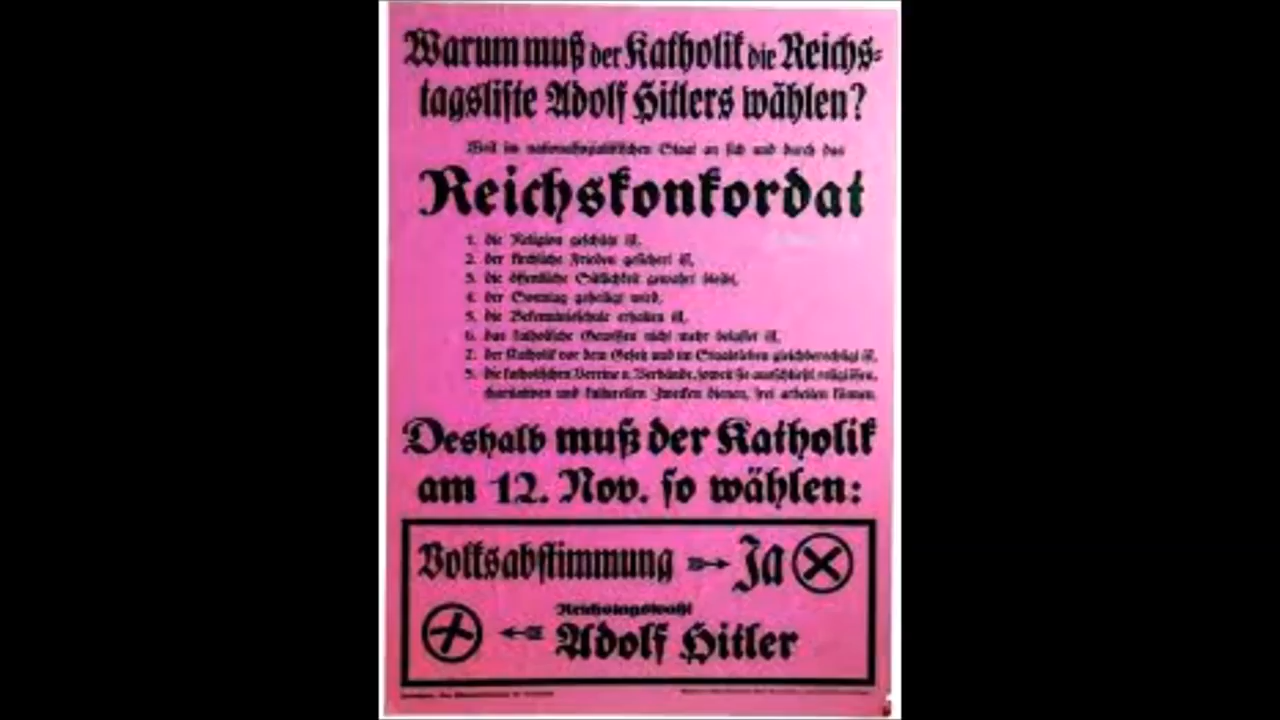 Warum muß der Katholik die Reichs-
tagsliste Adolf Hitlers wählen?
Weil im nationalsozialistischen Staat an sich und durch das
Reichskonkordat
1. die Religion geschützt ist,
2. der kirchliche Frieden gesichert ist,
3. die öffentliche Sittlichkeit gewahrt bleibt,
4. der Sonntag geheiligt wird,
5. die Bekenntnisschule erhalten ist,
6. das katholische Gewissen nicht mehr belastet ist,
7. der Katholik vor dem Gesetz und im Staatsleben gleichberechtigt ist,
8. die katholischen Vereine u. Verbände, soweit sie ausschließl. religiösen,
charitativen und kulturellen Zwecken dienen, frei arbeiten können.
Deshalb muß der Katholik
am 12. Nov. so wählen:
Volksabstimmung Ja
Reichstagswahl
Adolf Hitler